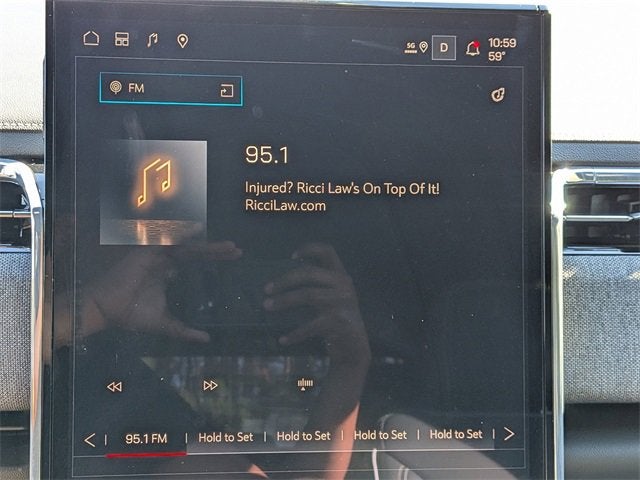 5G D 10:59
59°
FM
95.1
Injured? Ricci Law's On Top Of It!
RicciLaw.com
95.1 FM Hold to Set Hold to Set Hold to Set Hold to Set